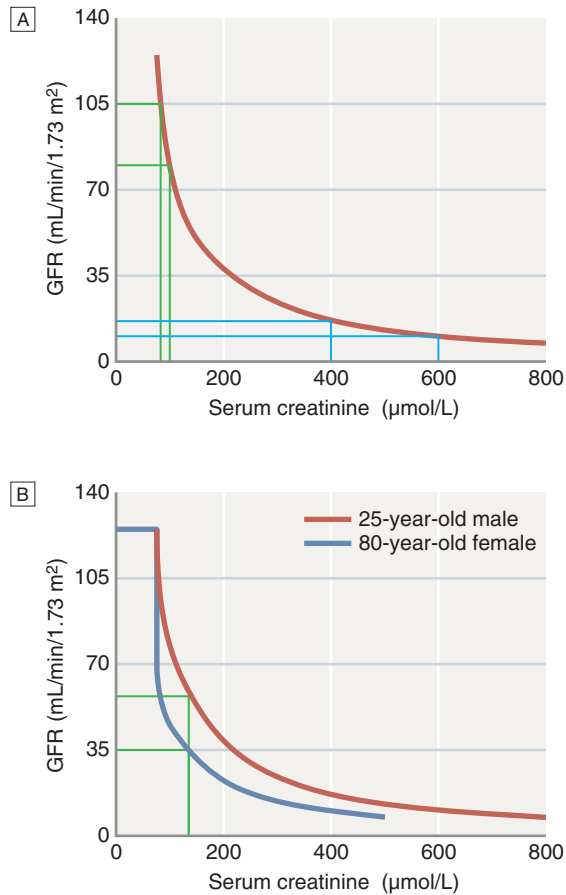 A
140
105
70
35
0
GFR (mL/min/1.73 m²)
0 200 400 600 800
Serum creatinine (μmol/L)
B
140
105
70
35
0
GFR (mL/min/1.73 m²)
25-year-old male
80-year-old female
0 200 400 600 800
Serum creatinine (μmol/L)